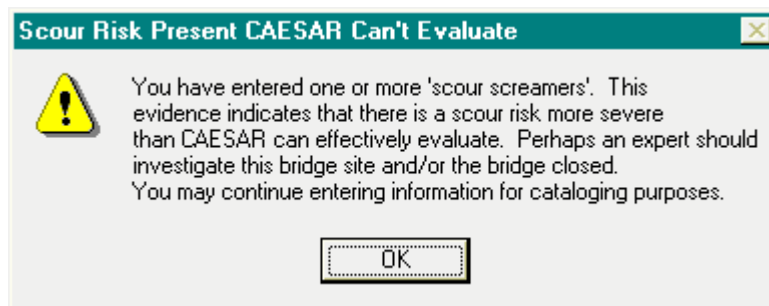 Scour Risk Present CAESAR Can't Evaluate
You have entered one or more 'scour screamers'. This
evidence indicates that there is a scour risk more severe
than CAESAR can effectively evaluate. Perhaps an expert should
investigate this bridge site and/or the bridge closed.
You may continue entering information for cataloging purposes.
OK